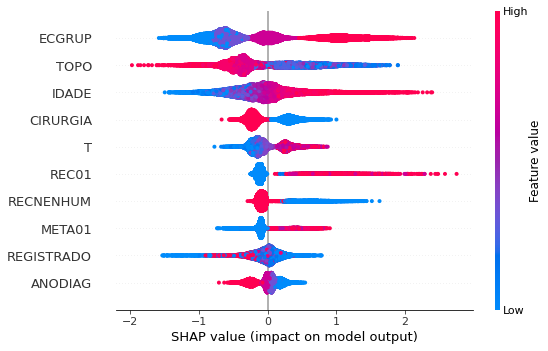 High
ECGRUP
TOPO
IDADE
CIRURGIA
T
REC01
RECNENHUM
META01
REGISTRADO
ANODIAG
Feature value
Low
−2 −1 0 1 2
SHAP value (impact on model output)